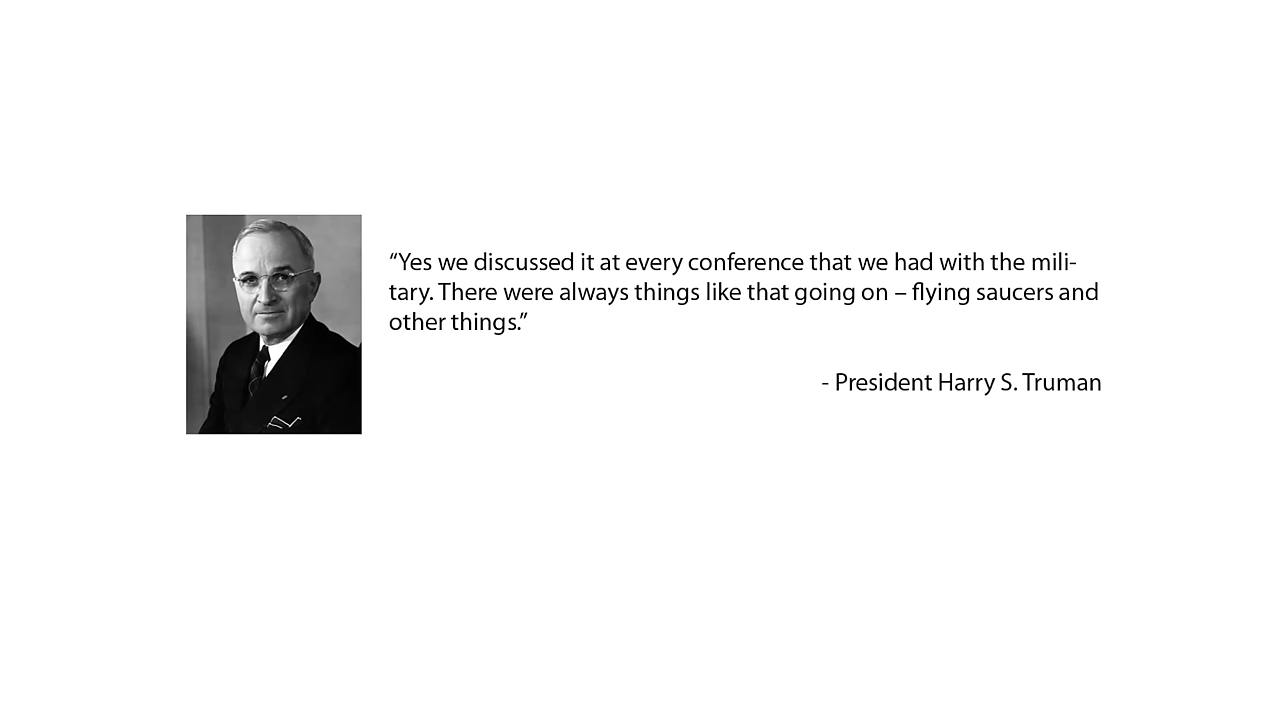 “Yes we discussed it at every conference that we had with the mili-
tary. There were always things like that going on – flying saucers and
other things.”
- President Harry S. Truman